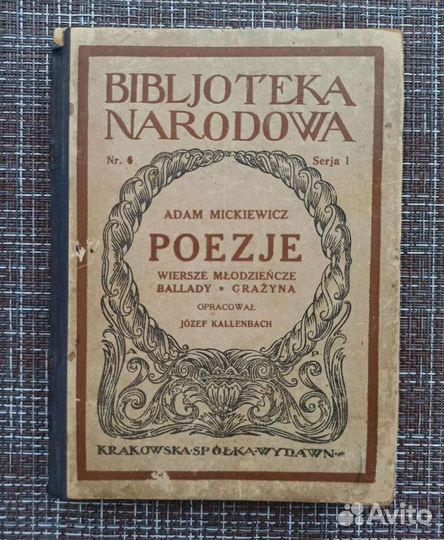 BIBLJOTEKA
NARODOWA
Nr. 6 Serja I
ADAM MICKIEWICZ
POEZJE
WIERSZE MŁODZIEŃCZE
BALLADY • GRAŻYNA
OPRACOWAŁ
JÓZEF KALLENBACH
A P
KRAKOWSKA·SPÓŁKA·WYDAWN·
Avito